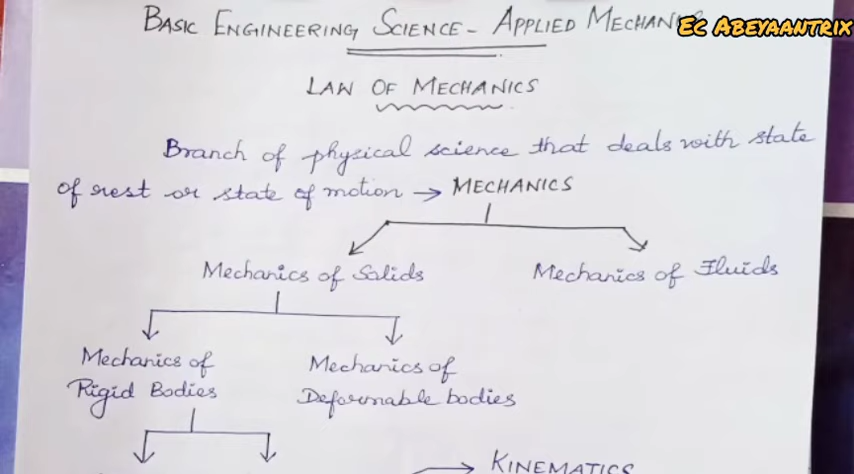 BASIC ENGINEERING SCIENCE - APPLIED MECHANICS
EC ABEYAANTRIX
LAW OF MECHANICS
Branch of physical science that deals with state
of rest or state of motion → MECHANICS
Mechanics of Solids Mechanics of Fluids
Mechanics of Mechanics of
Rigid Bodies Deformable bodies
KINEMATICS